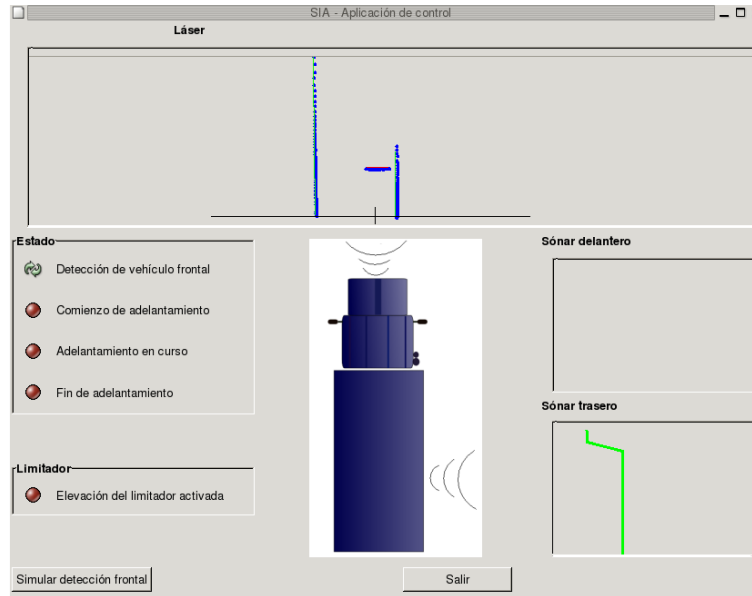 SIA - Aplicación de control
Láser
Estado
Detección de vehículo frontal
Comienzo de adelantamiento
Adelantamiento en curso
Fin de adelantamiento
Limitador
Elevación del limitador activada
Sónar delantero
Sónar trasero
Simular detección frontal
Salir